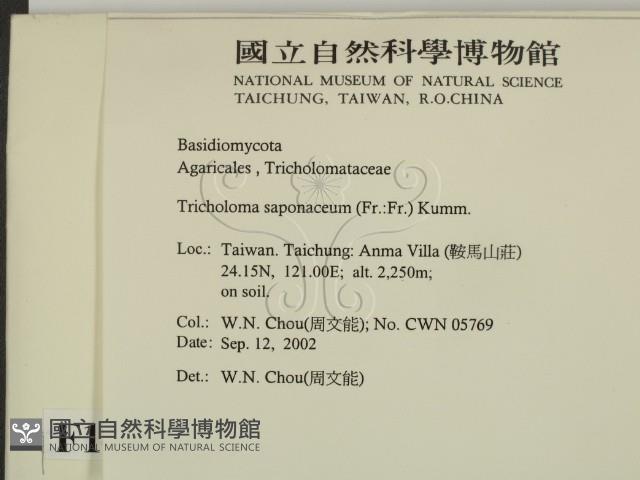 國立自然科學博物館
NATIONAL MUSEUM OF NATURAL SCIENCE
TAICHUNG, TAIWAN, R.O.CHINA
Basidiomycota
Agaricales , Tricholomataceae
Tricholoma saponaceum (Fr.:Fr.) Kumm.
Loc.: Taiwan. Taichung: Anma Villa (鞍馬山莊)
24.15N, 121.00E; alt. 2,250m;
on soil.
Col.: W.N. Chou(周文能); No. CWN 05769
Date: Sep. 12, 2002
Det.: W.N. Chou(周文能)
國立自然科學博物館
NATIONAL MUSEUM OF NATURAL SCIENCE